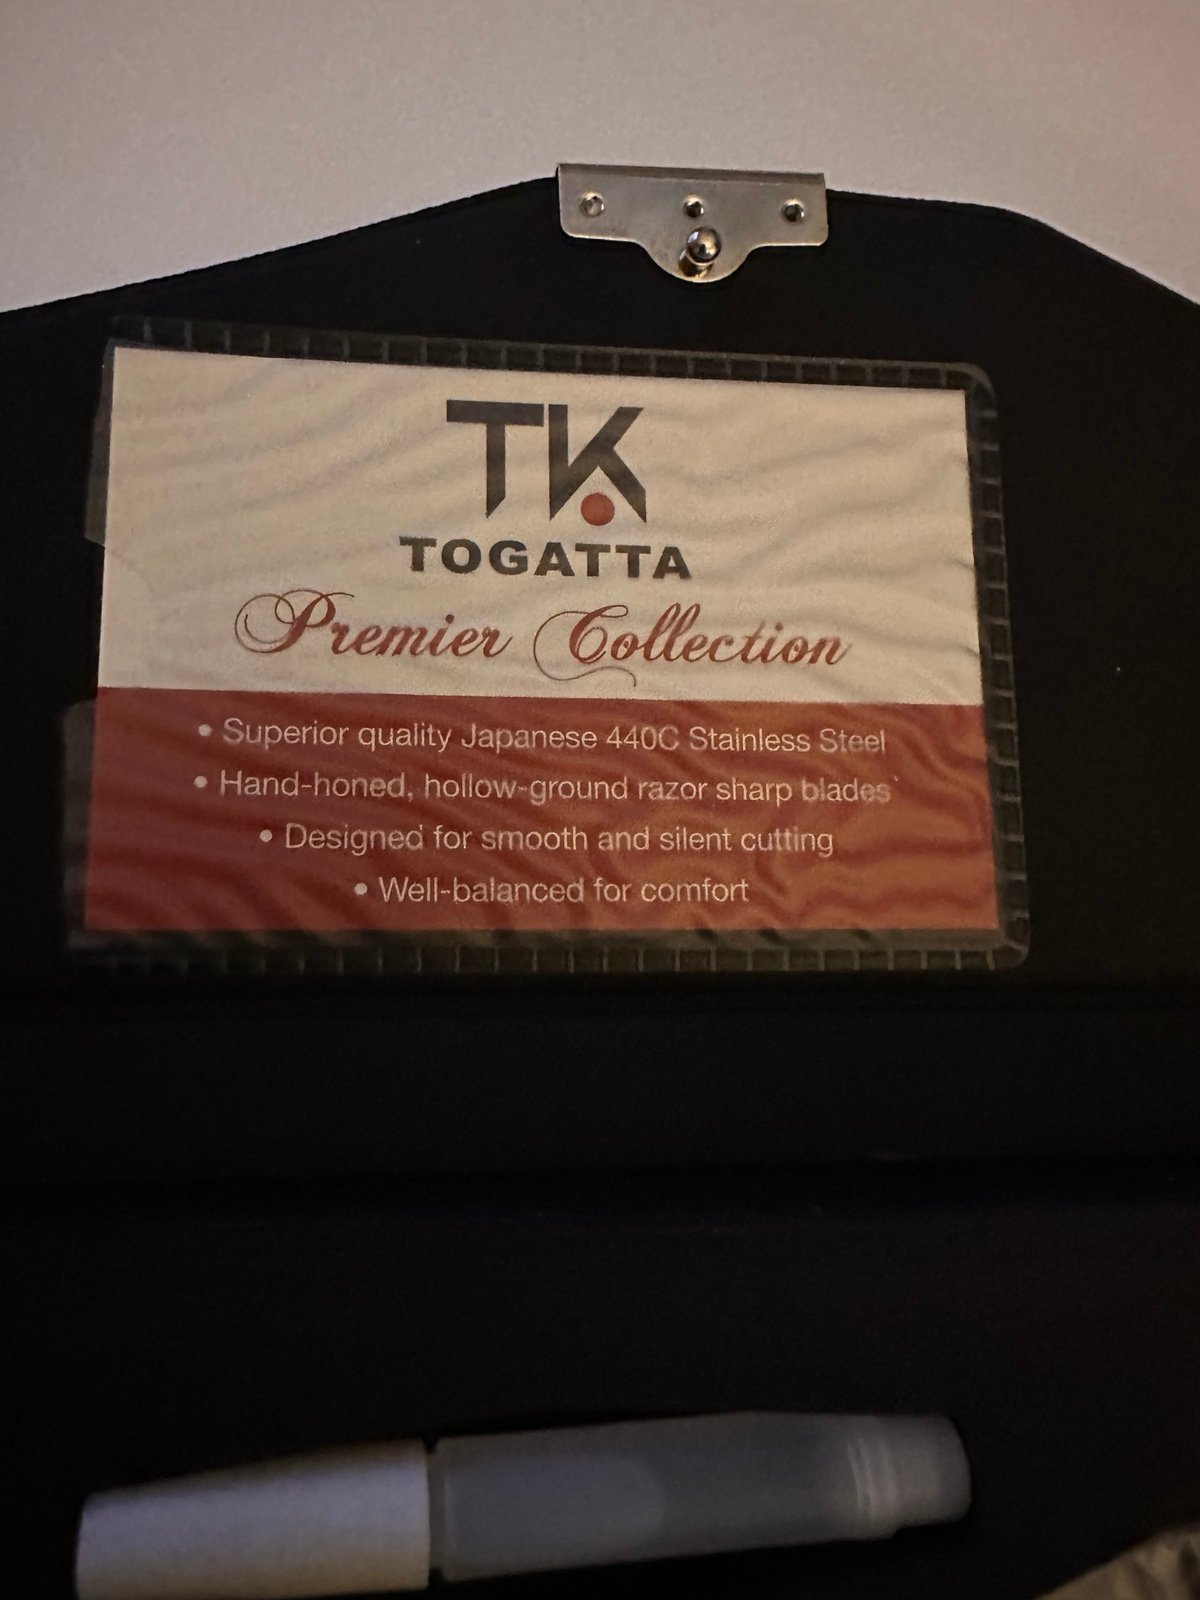 TK
TOGATTA
Premier Collection
• Superior quality Japanese 440C Stainless Steel
• Hand-honed, hollow-ground razor sharp blades
• Designed for smooth and silent cutting
• Well-balanced for comfort